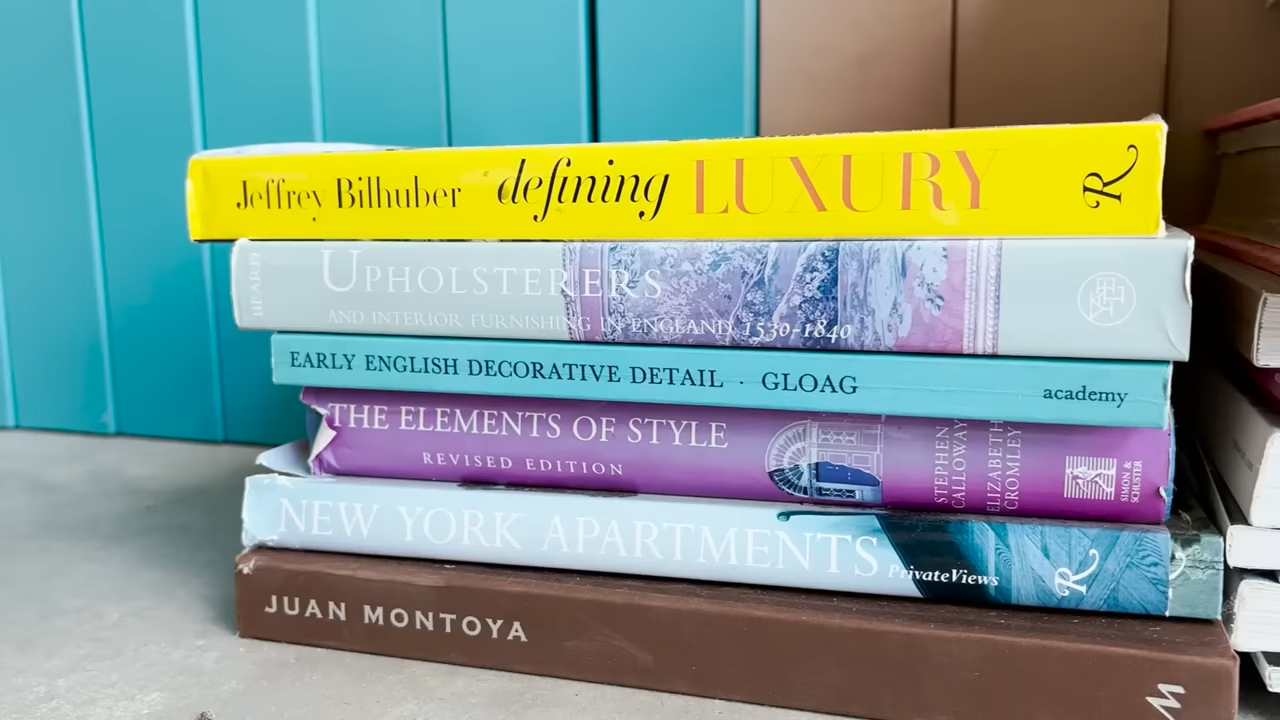 Jeffrey Bilhuber defining LUXURY R
BEARD UPHOLSTERERS
AND INTERIOR FURNISHING IN ENGLAND 1530-1840
EARLY ENGLISH DECORATIVE DETAIL · GLOAG academy
THE ELEMENTS OF STYLE
REVISED EDITION
STEPHEN
CALLOWAY
ELIZABETH
CROMLEY
SIMON &
SCHUSTER
NEW YORK APARTMENTS PrivateViews R
JUAN MONTOYA M